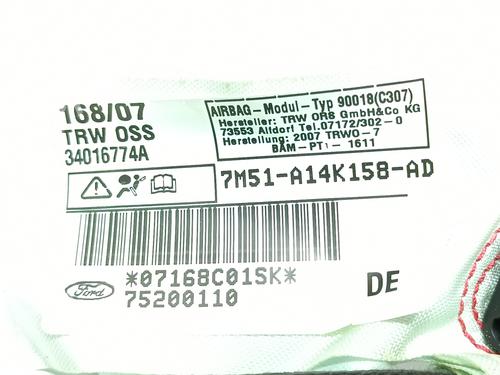 168/07
TRW OSS
34016774A
AIRBAG-Modul-Typ 90018(C307)
Hersteller: TRW ORS GmbH&Co KG
73553 Alfdorf Tel.07172/302-0
Herstellung: 2007 TRWO-7
BAM-PT1-1611
7M51-A14K158-AD
*07168C01SK*
Ford
75200110
DE